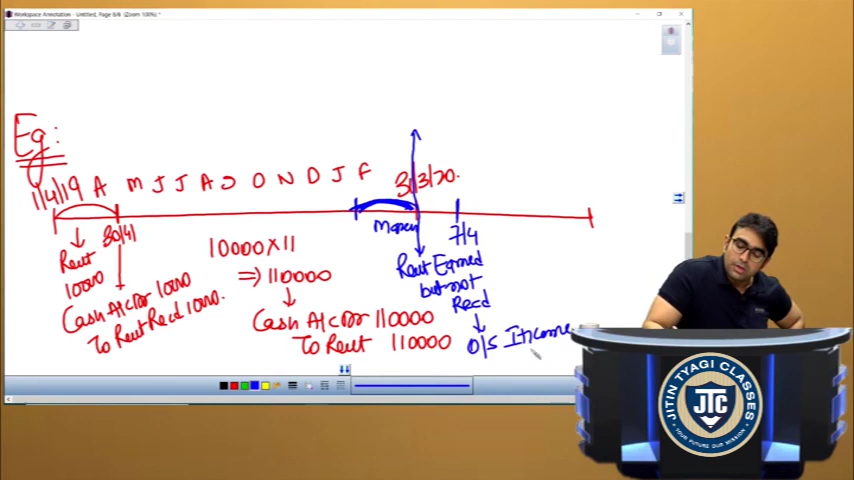 Workspace Annotation - Untitled, Page 6/6 (Zoom 100%) *
Eg:
1/4/19 A M J J A O O N D J F 31/3/20.
30/4
March
7/4
Rent
10000
Cash A/c Dr 10000
To Rent Recd 10000.
10000 x 11
⇒ 110000
Cash A/c Dr 110000
To Rent 110000
Rent Earned
but not
Recd
O/S Income
JITIN TYAGI CLASSES
JTC
YOUR FUTURE OUR MISSION